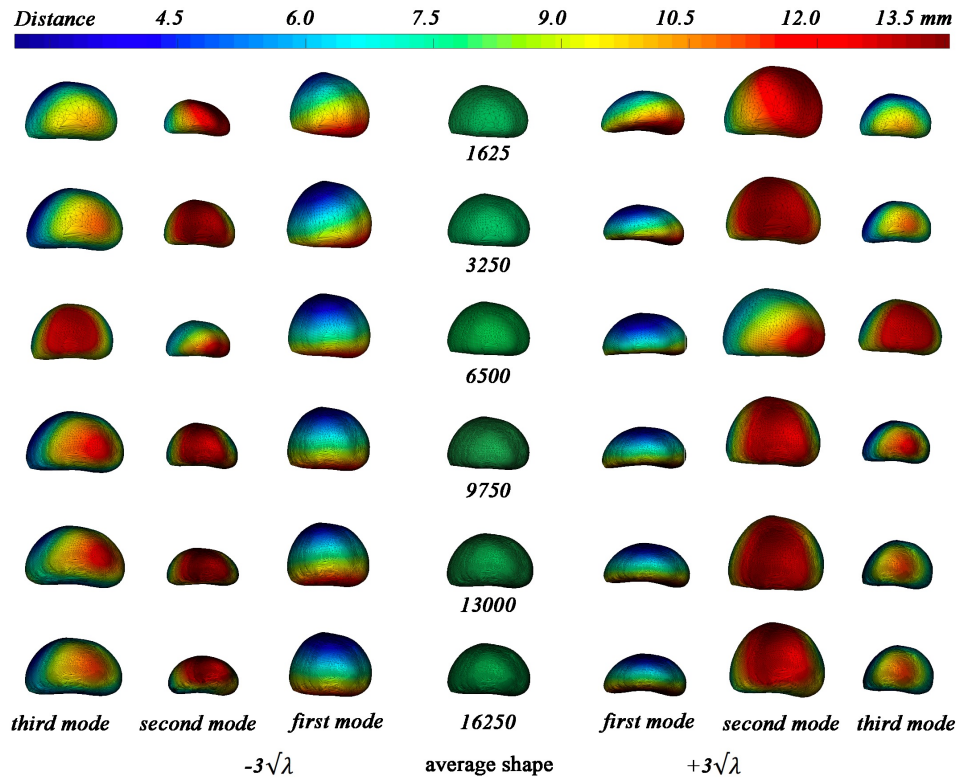 Distance 4.5 6.0 7.5 9.0 10.5 12.0 13.5 mm
1625
3250
6500
9750
13000
third mode second mode first mode 16250 first mode second mode third mode
-3√λ average shape +3√λ